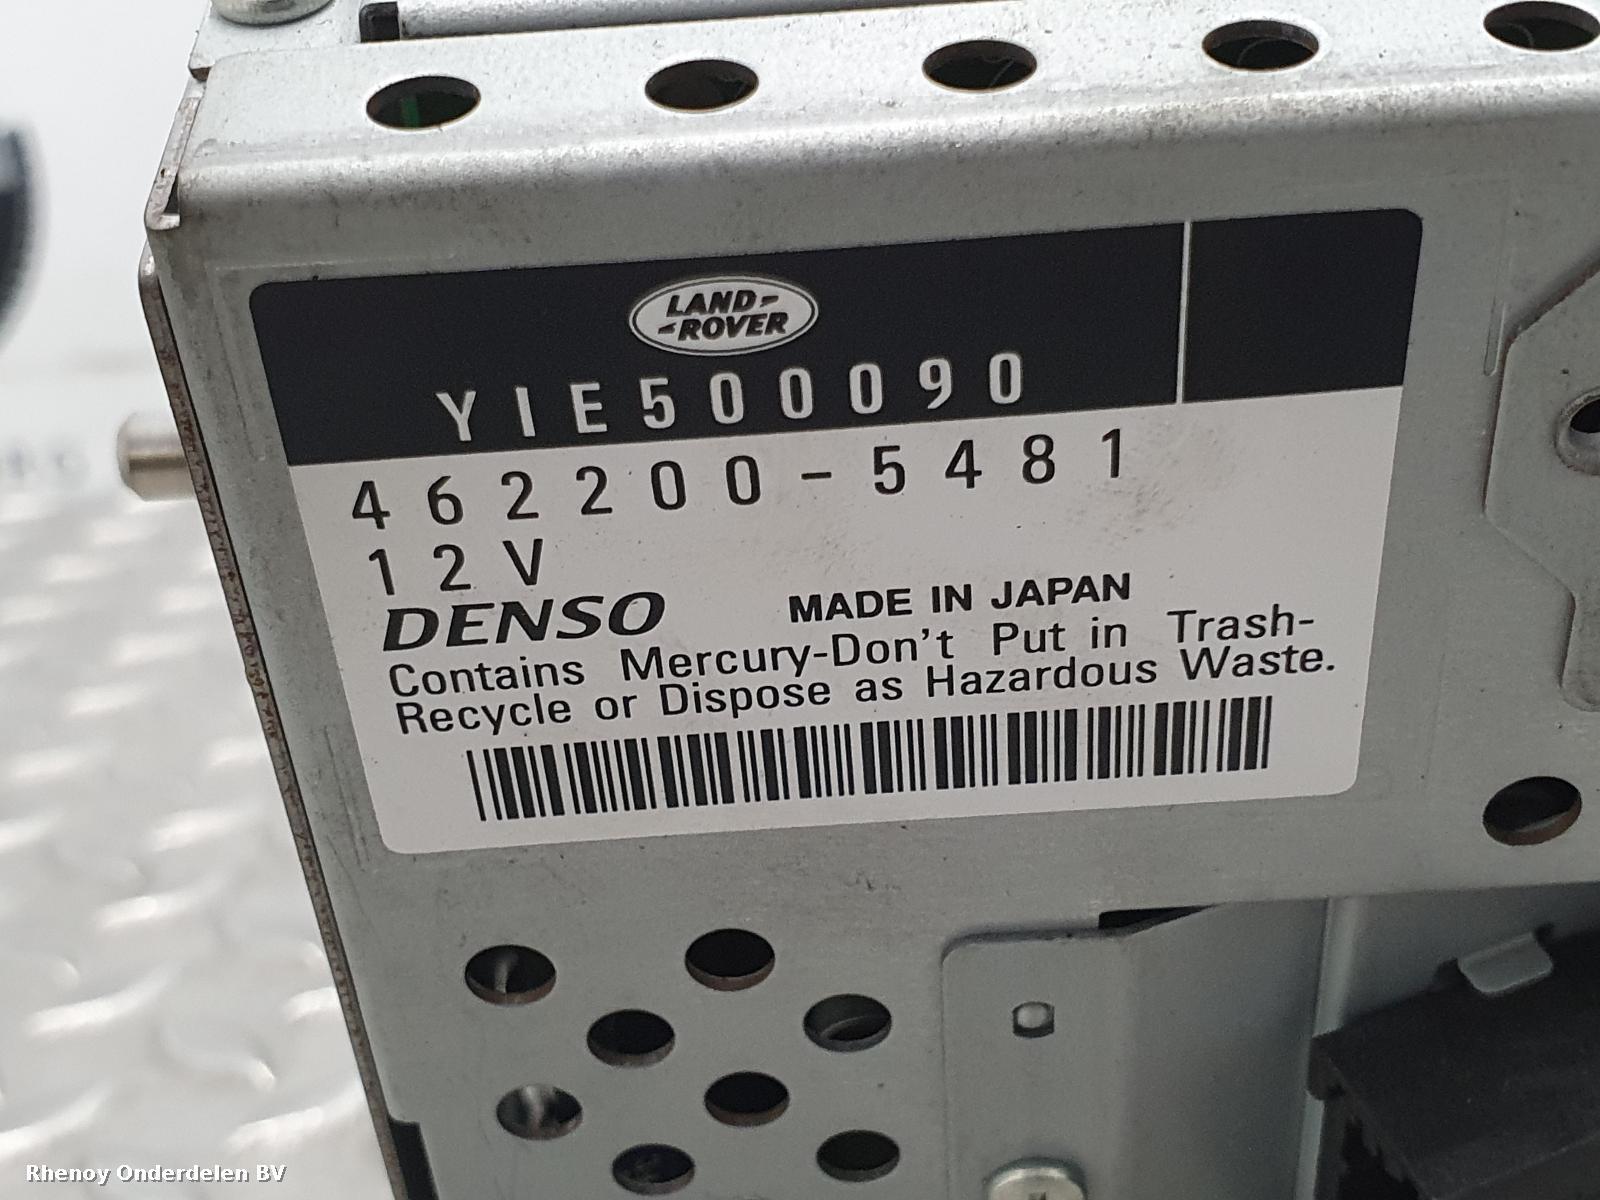 LAND-
-ROVER
YIE500090
462200-5481
12V
DENSO MADE IN JAPAN
Contains Mercury-Don't Put in Trash-
Recycle or Dispose as Hazardous Waste.
Rhenoy Onderdelen BV